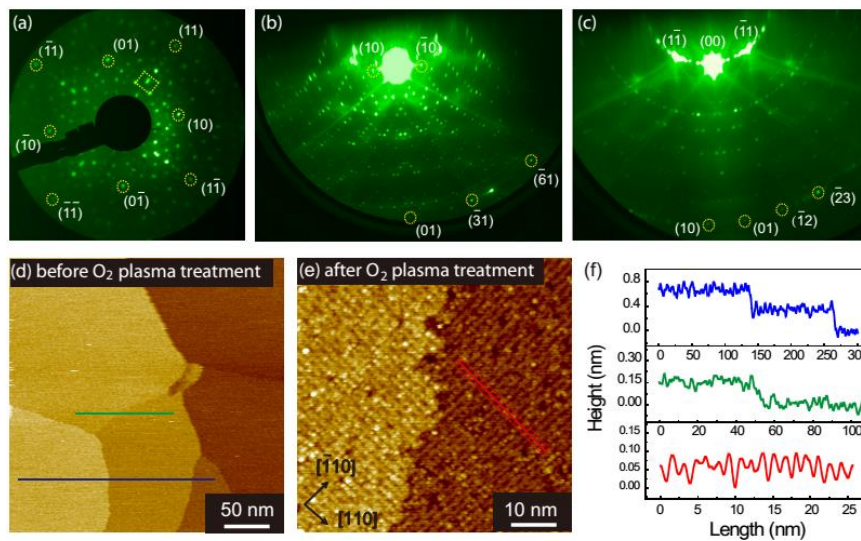 (a)
(1̅1)
(01)
(11)
(1̅0)
(10)
(1̅1̅)
(01̅)
(11̅)
(b)
(10)
(1̅0)
(6̅1)
(3̅1)
(01)
(c)
(11̅)
(00)
(1̅1)
(2̅3)
(1̅2)
(10)
(01)
(d) before O₂ plasma treatment
50 nm
(e) after O₂ plasma treatment
[1̅10]
[110]
10 nm
(f)
Height (nm)
0.8
0.4
0.0
0 50 100 150 200 250 300
0.30
0.15
0.00
0 20 40 60 80 100
0.15
0.10
0.05
0.00
0 5 10 15 20 25
Length (nm)